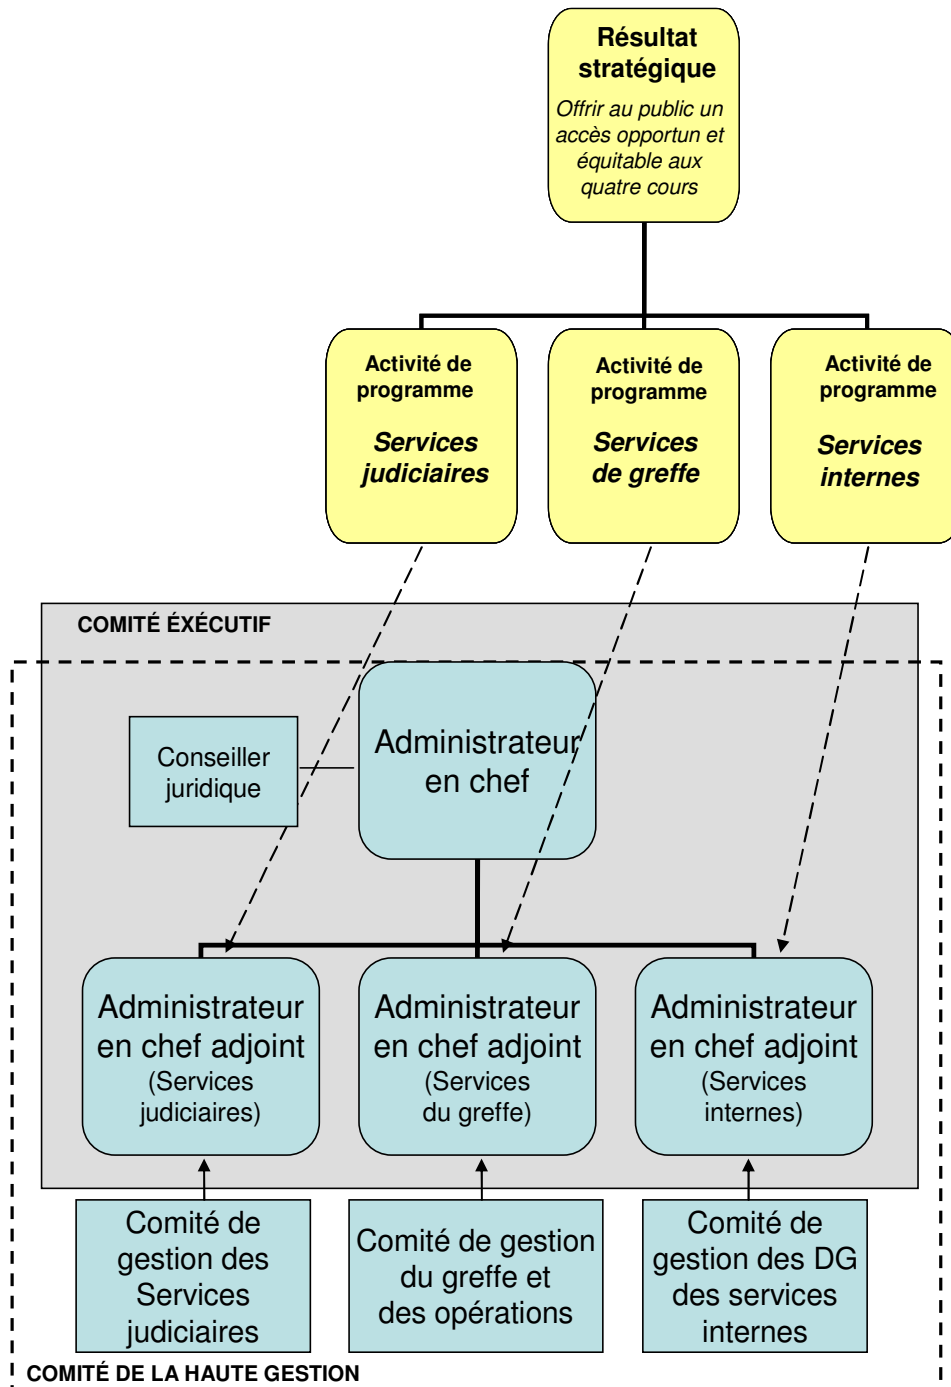 Résultat
stratégique
Offrir au public un
accès opportun et
équitable aux
quatre cours
Activité de
programme
Services
judiciaires
Activité de
programme
Services
de greffe
Activité de
programme
Services
internes
COMITÉ ÉXÉCUTIF
Conseiller
juridique
Administrateur
en chef
Administrateur
en chef adjoint
(Services
judiciaires)
Administrateur
en chef adjoint
(Services
du greffe)
Administrateur
en chef adjoint
(Services
internes)
Comité de
gestion des
Services
judiciaires
Comité de gestion
du greffe et
des opérations
Comité de
gestion des DG
des services
internes
COMITÉ DE LA HAUTE GESTION